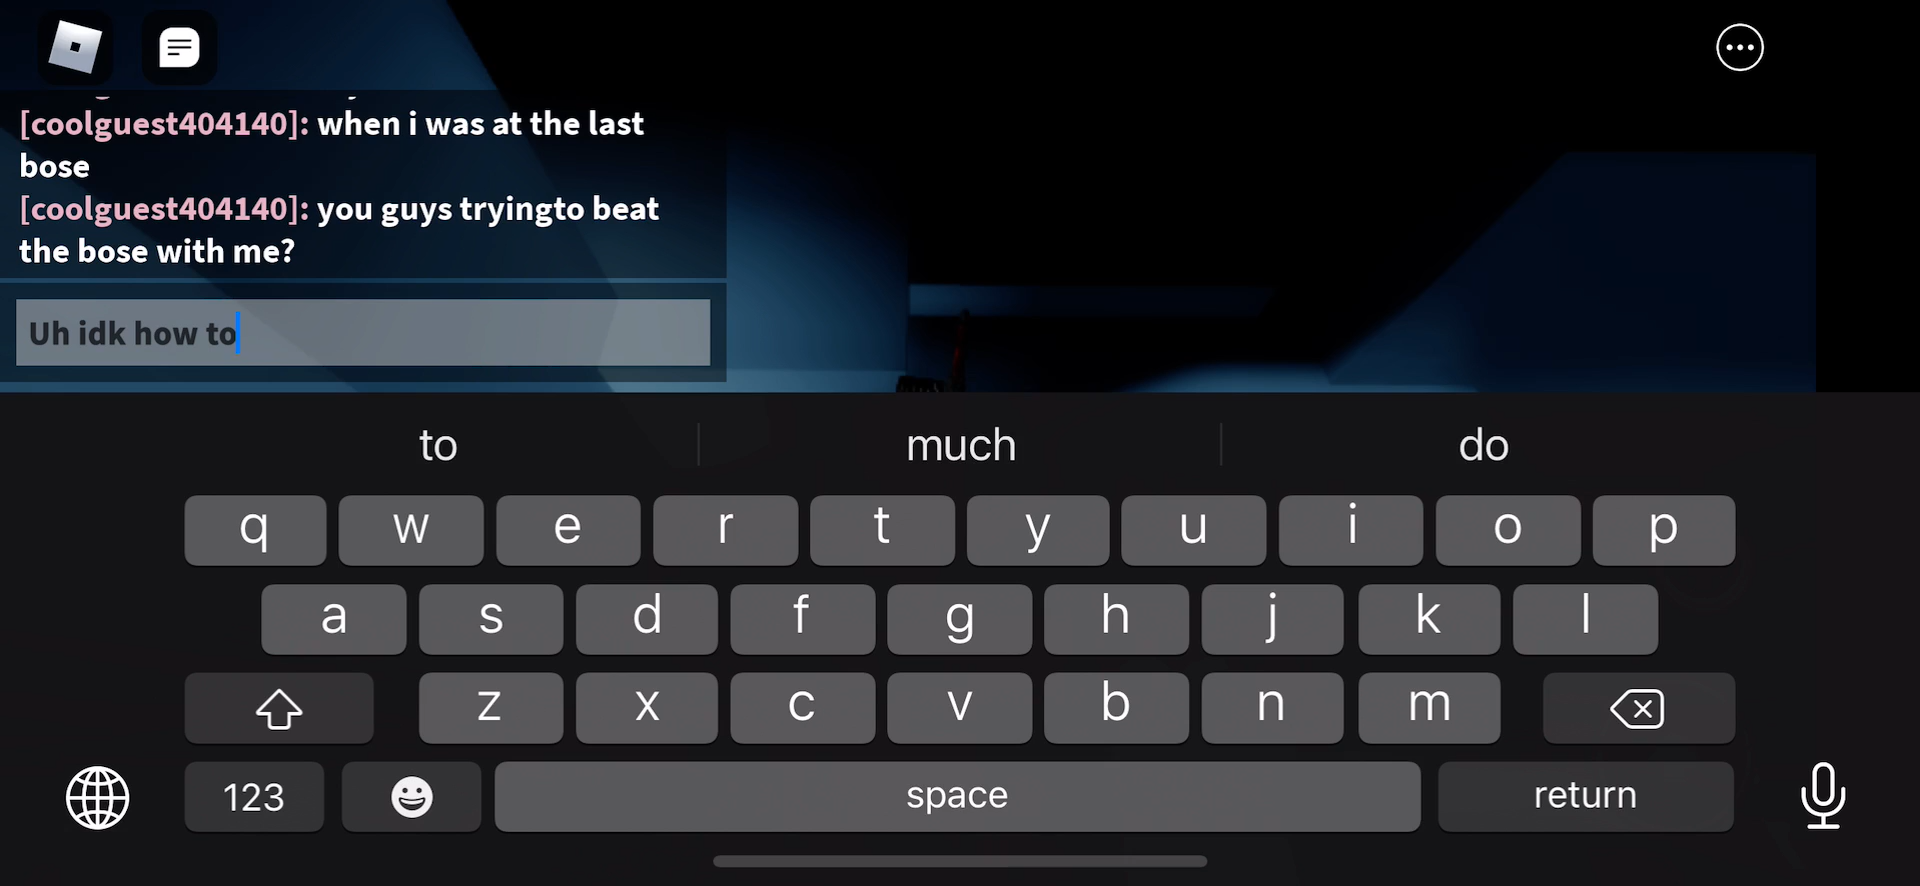 [coolguest404140]: when i was at the last
bose
[coolguest404140]: you guys tryingto beat
the bose with me?
Uh idk how to
to much do
q w e r t y u i o p
a s d f g h j k l
z x c v b n m
123 space return